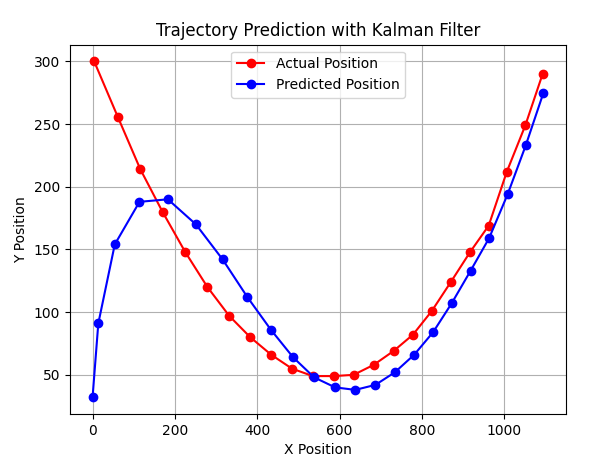 Trajectory Prediction with Kalman Filter
Actual Position
Predicted Position
300
250
200
150
100
50
0 200 400 600 800 1000
Y Position
X Position